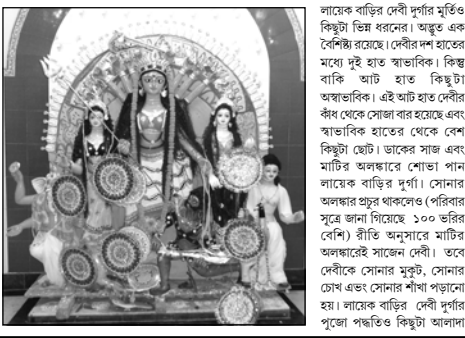 লায়েক বাড়ির দেবী দুর্গার মূর্তিও
কিছুটা ভিন্ন ধরনের। অদ্ভুত এক
বৈশিষ্ট্য রয়েছে। দেবীর দশ হাতের
মধ্যে দুই হাত স্বাভাবিক। কিন্তু
বাকি আট হাত কিছুটা
অস্বাভাবিক। এই আট হাত দেবীর
কাঁধ থেকে সোজা বার হয়েছে এবং
স্বাভাবিক হাতের থেকে বেশ
কিছুটা ছোট। ডাকের সাজ এবং
মাটির অলঙ্কারে শোভা পান
লায়েক বাড়ির দুর্গা। সোনার
অলঙ্কার প্রচুর থাকলেও (পরিবার
সূত্রে জানা গিয়েছে ১০০ ভরির
বেশি) রীতি অনুসারে মাটির
অলঙ্কারেই সাজেন দেবী। তবে
দেবীকে সোনার মুকুট, সোনার
চোখ এভং সোনার শাঁখা পড়ানো
হয়। লায়েক বাড়ির দেবী দুর্গার
পুজো পদ্ধতিও কিছুটা আলাদা